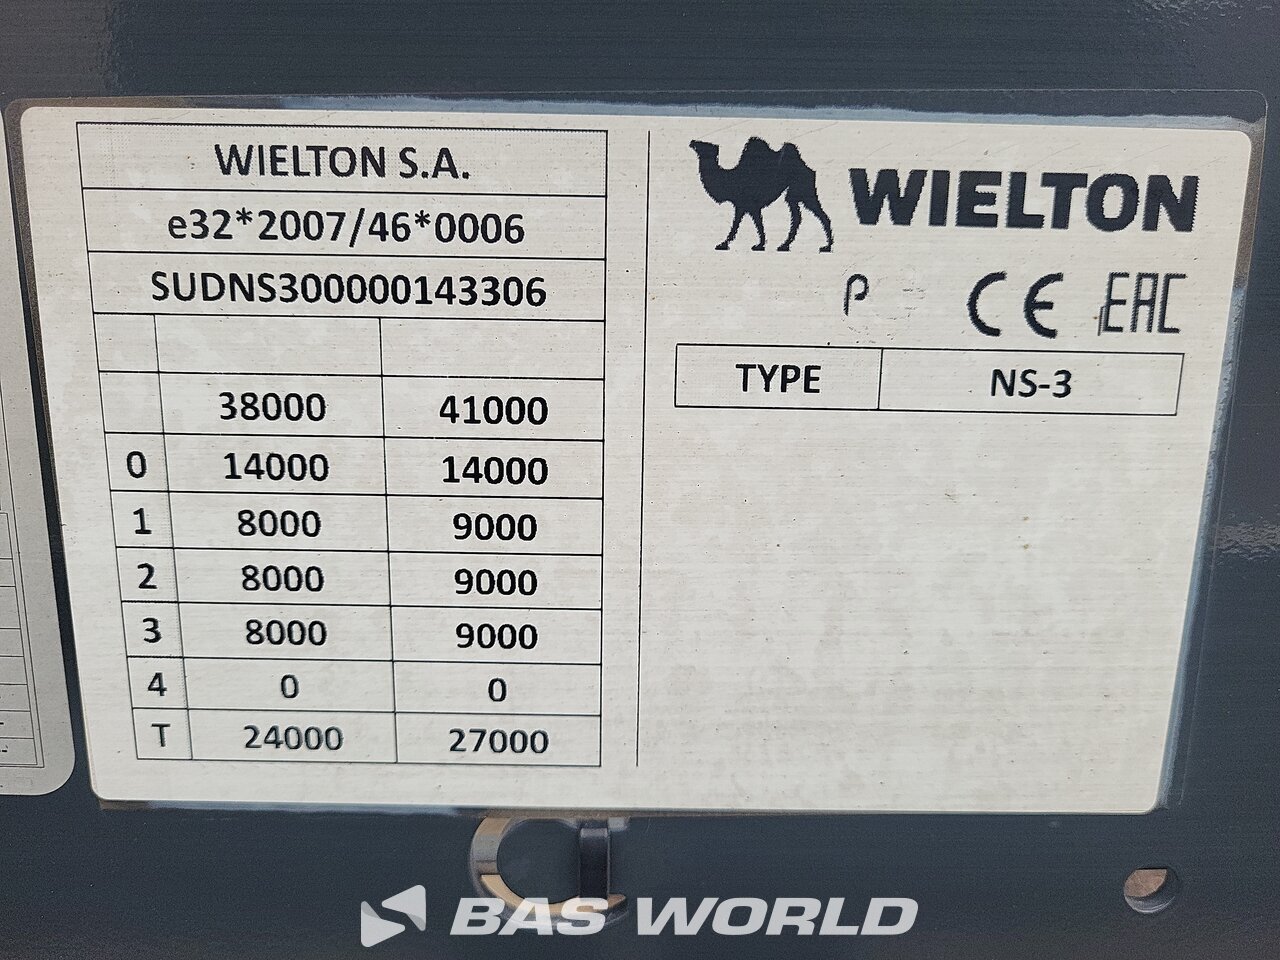 WIELTON S.A.
e32*2007/46*0006
SUDNS300000143306
38000 41000
0 14000 14000
1 8000 9000
2 8000 9000
3 8000 9000
4 0 0
T 24000 27000
WIELTON
P CE EAC
TYPE NS-3
BAS WORLD